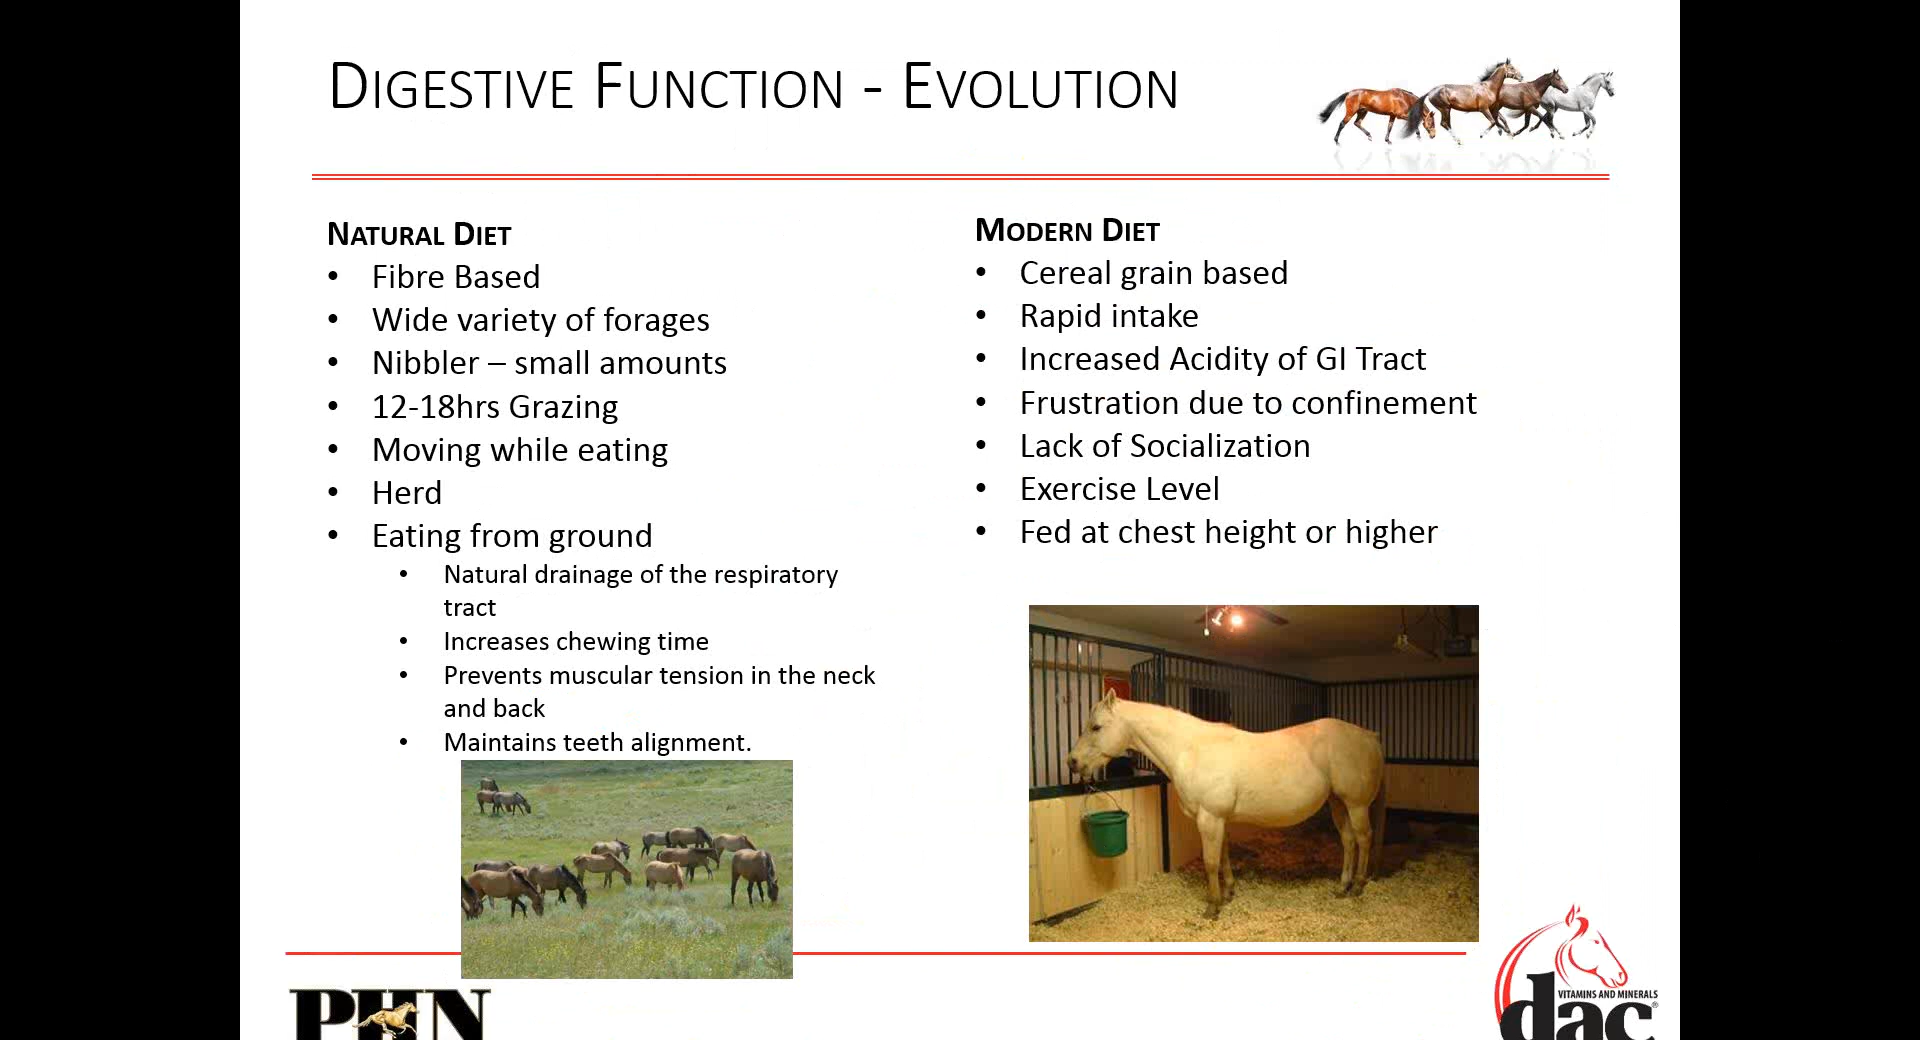 DIGESTIVE FUNCTION - EVOLUTION
NATURAL DIET
• Fibre Based
• Wide variety of forages
• Nibbler – small amounts
• 12-18hrs Grazing
• Moving while eating
• Herd
• Eating from ground
• Natural drainage of the respiratory
tract
• Increases chewing time
• Prevents muscular tension in the neck
and back
• Maintains teeth alignment.
MODERN DIET
• Cereal grain based
• Rapid intake
• Increased Acidity of GI Tract
• Frustration due to confinement
• Lack of Socialization
• Exercise Level
• Fed at chest height or higher
PHN
VITAMINS AND MINERALS
dac®